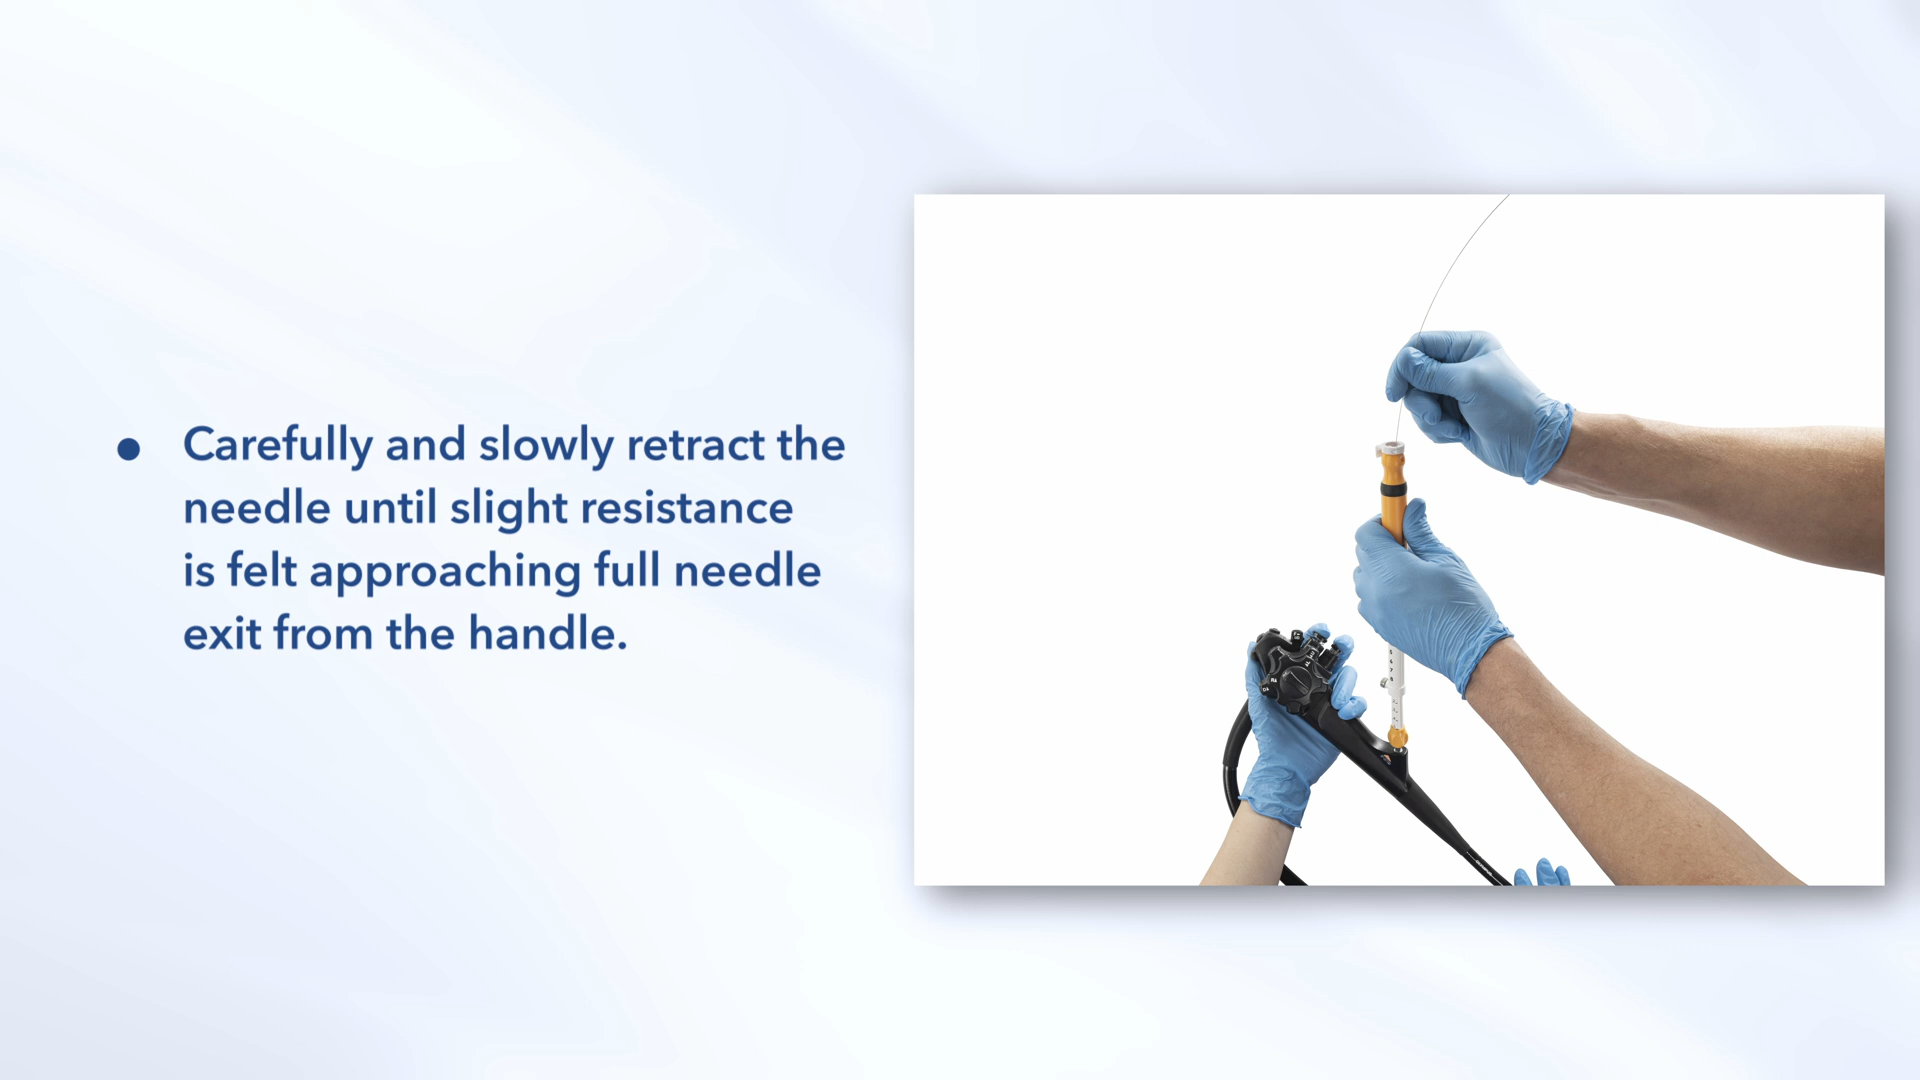 Carefully and slowly retract the
needle until slight resistance
is felt approaching full needle
exit from the handle.